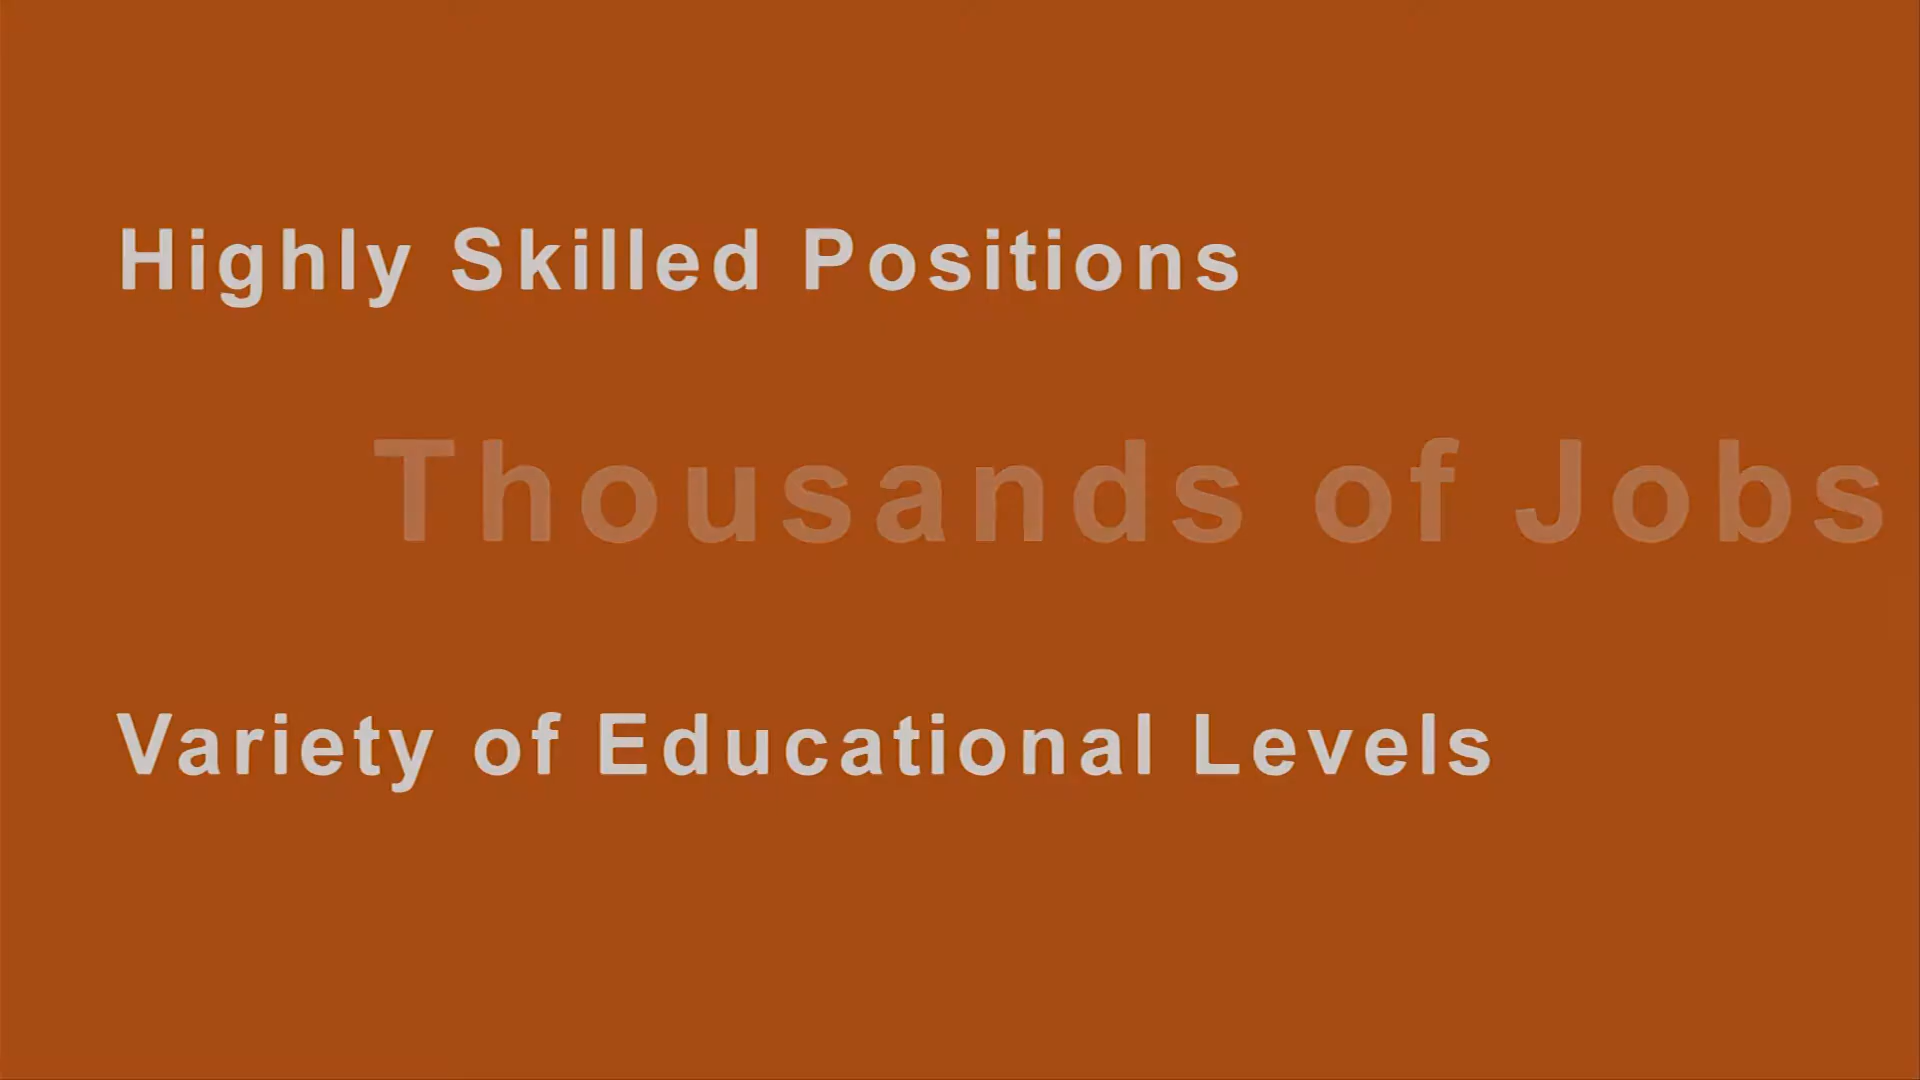 Highly Skilled Positions
Thousands of Jobs
Variety of Educational Levels